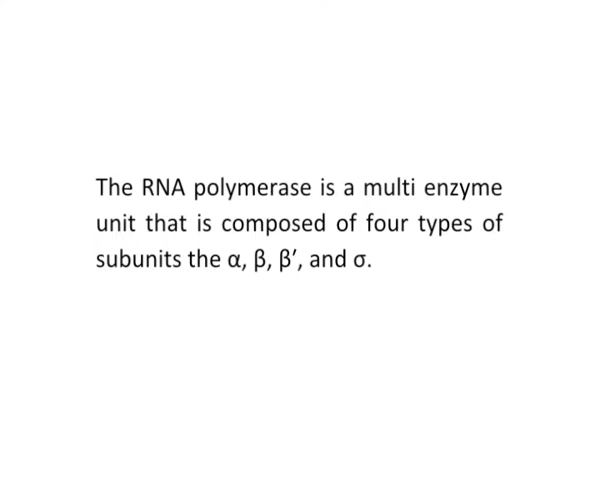 The RNA polymerase is a multi enzyme
unit that is composed of four types of
subunits the α, β, β′, and σ.